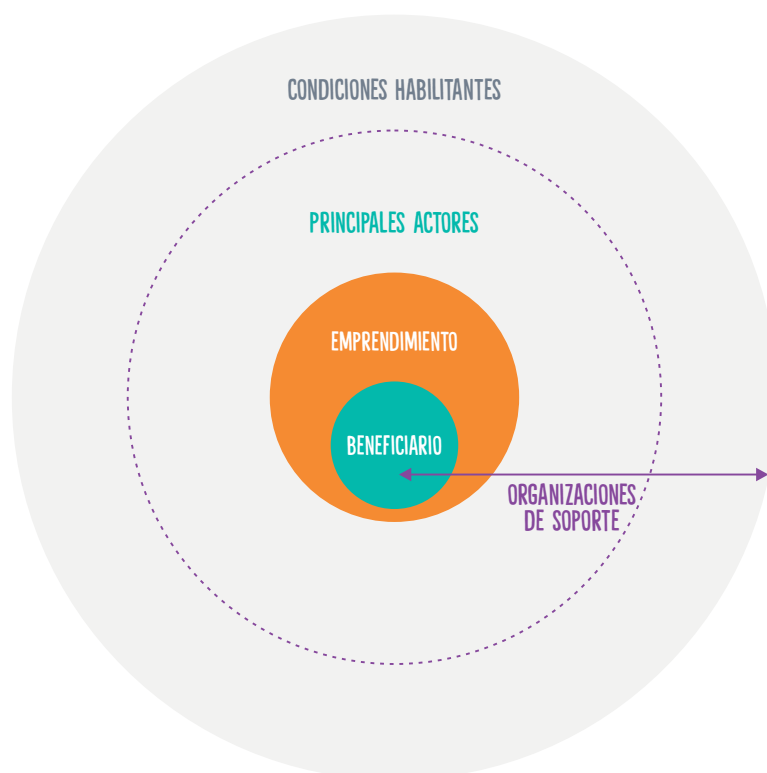 CONDICIONES HABILITANTES
PRINCIPALES ACTORES
EMPRENDIMIENTO
BENEFICIARIO
ORGANIZACIONES
DE SOPORTE